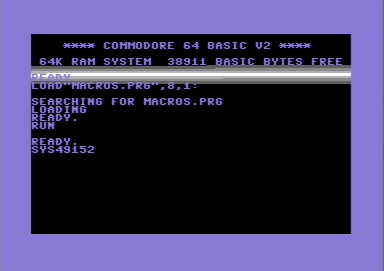 **** COMMODORE 64 BASIC V2 ****
64K RAM SYSTEM  38911 BASIC BYTES FREE
READY.
LOAD"MACROS.PRG",8,1:
SEARCHING FOR MACROS.PRG
LOADING
READY.
RUN
READY.
SYS49152